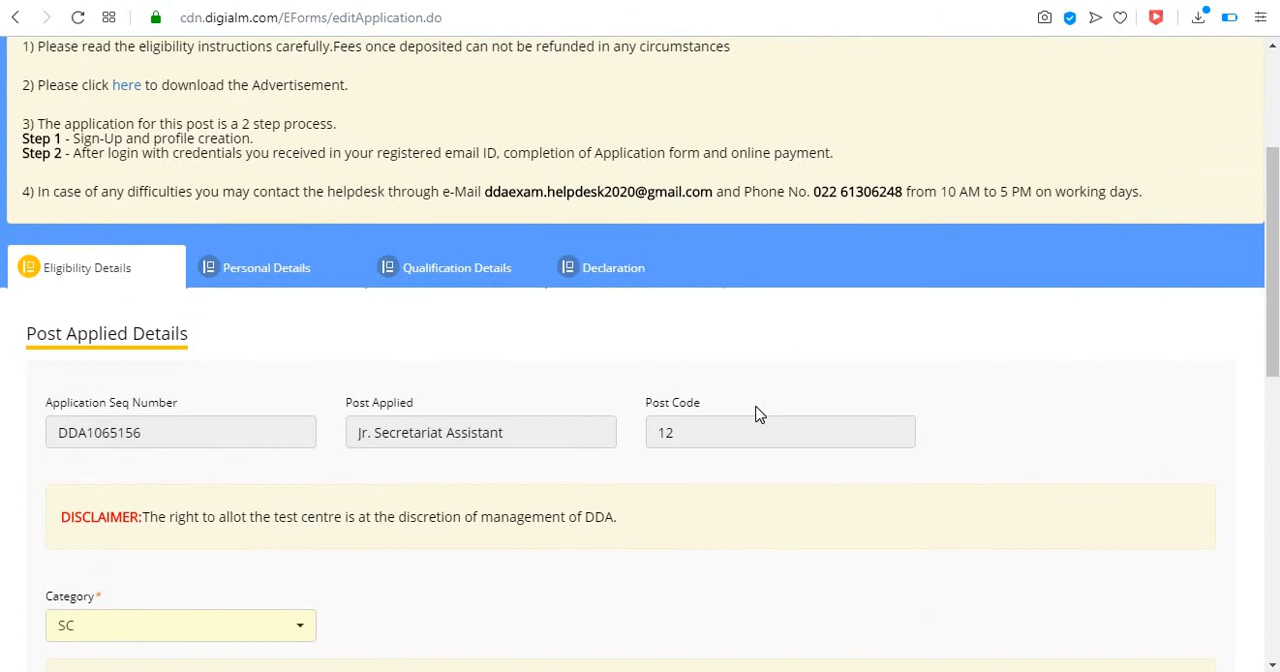 cdn.digialm.com/EForms/editApplication.do
1) Please read the eligibility instructions carefully.Fees once deposited can not be refunded in any circumstances
2) Please click here to download the Advertisement.
3) The application for this post is a 2 step process.
Step 1 - Sign-Up and profile creation.
Step 2 - After login with credentials you received in your registered email ID, completion of Application form and online payment.
4) In case of any difficulties you may contact the helpdesk through e-Mail ddaexam.helpdesk2020@gmail.com and Phone No. 022 61306248 from 10 AM to 5 PM on working days.
Eligibility Details Personal Details Qualification Details Declaration
Post Applied Details
Application Seq Number Post Applied Post Code
DDA1065156 Jr. Secretariat Assistant 12
DISCLAIMER:The right to allot the test centre is at the discretion of management of DDA.
Category*
SC